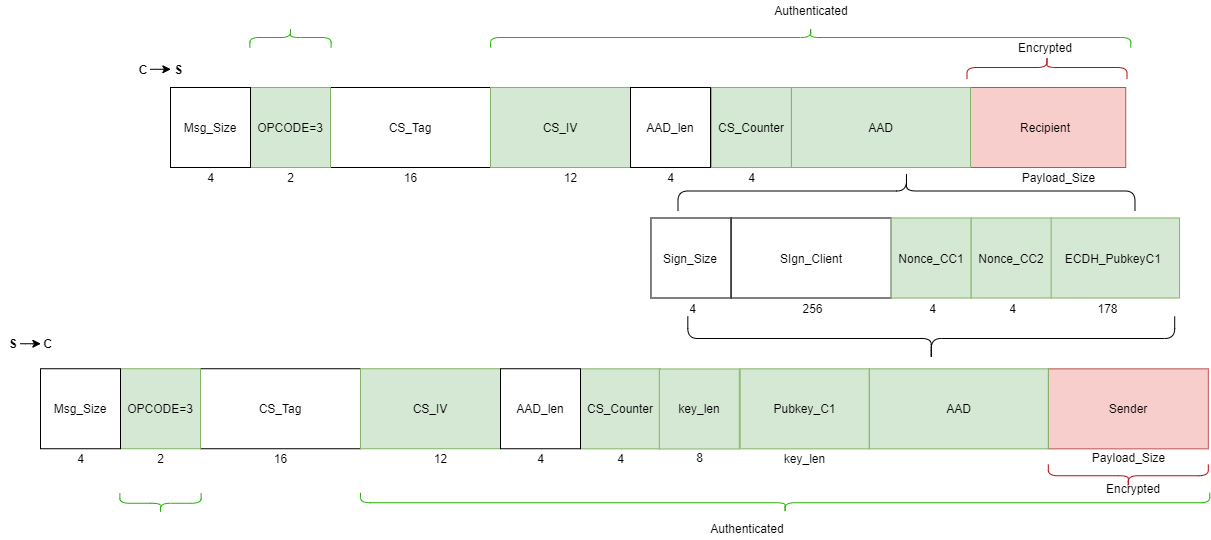 Authenticated
Encrypted
C S
Msg_Size OPCODE=3 CS_Tag CS_IV AAD_len CS_Counter AAD Recipient
4 2 16 12 4 4 Payload_Size
Sign_Size SIgn_Client Nonce_CC1 Nonce_CC2 ECDH_PubkeyC1
4 256 4 4 178
S C
Msg_Size OPCODE=3 CS_Tag CS_IV AAD_len CS_Counter key_len Pubkey_C1 AAD Sender
4 2 16 12 4 4 8 key_len Payload_Size
Encrypted
Authenticated